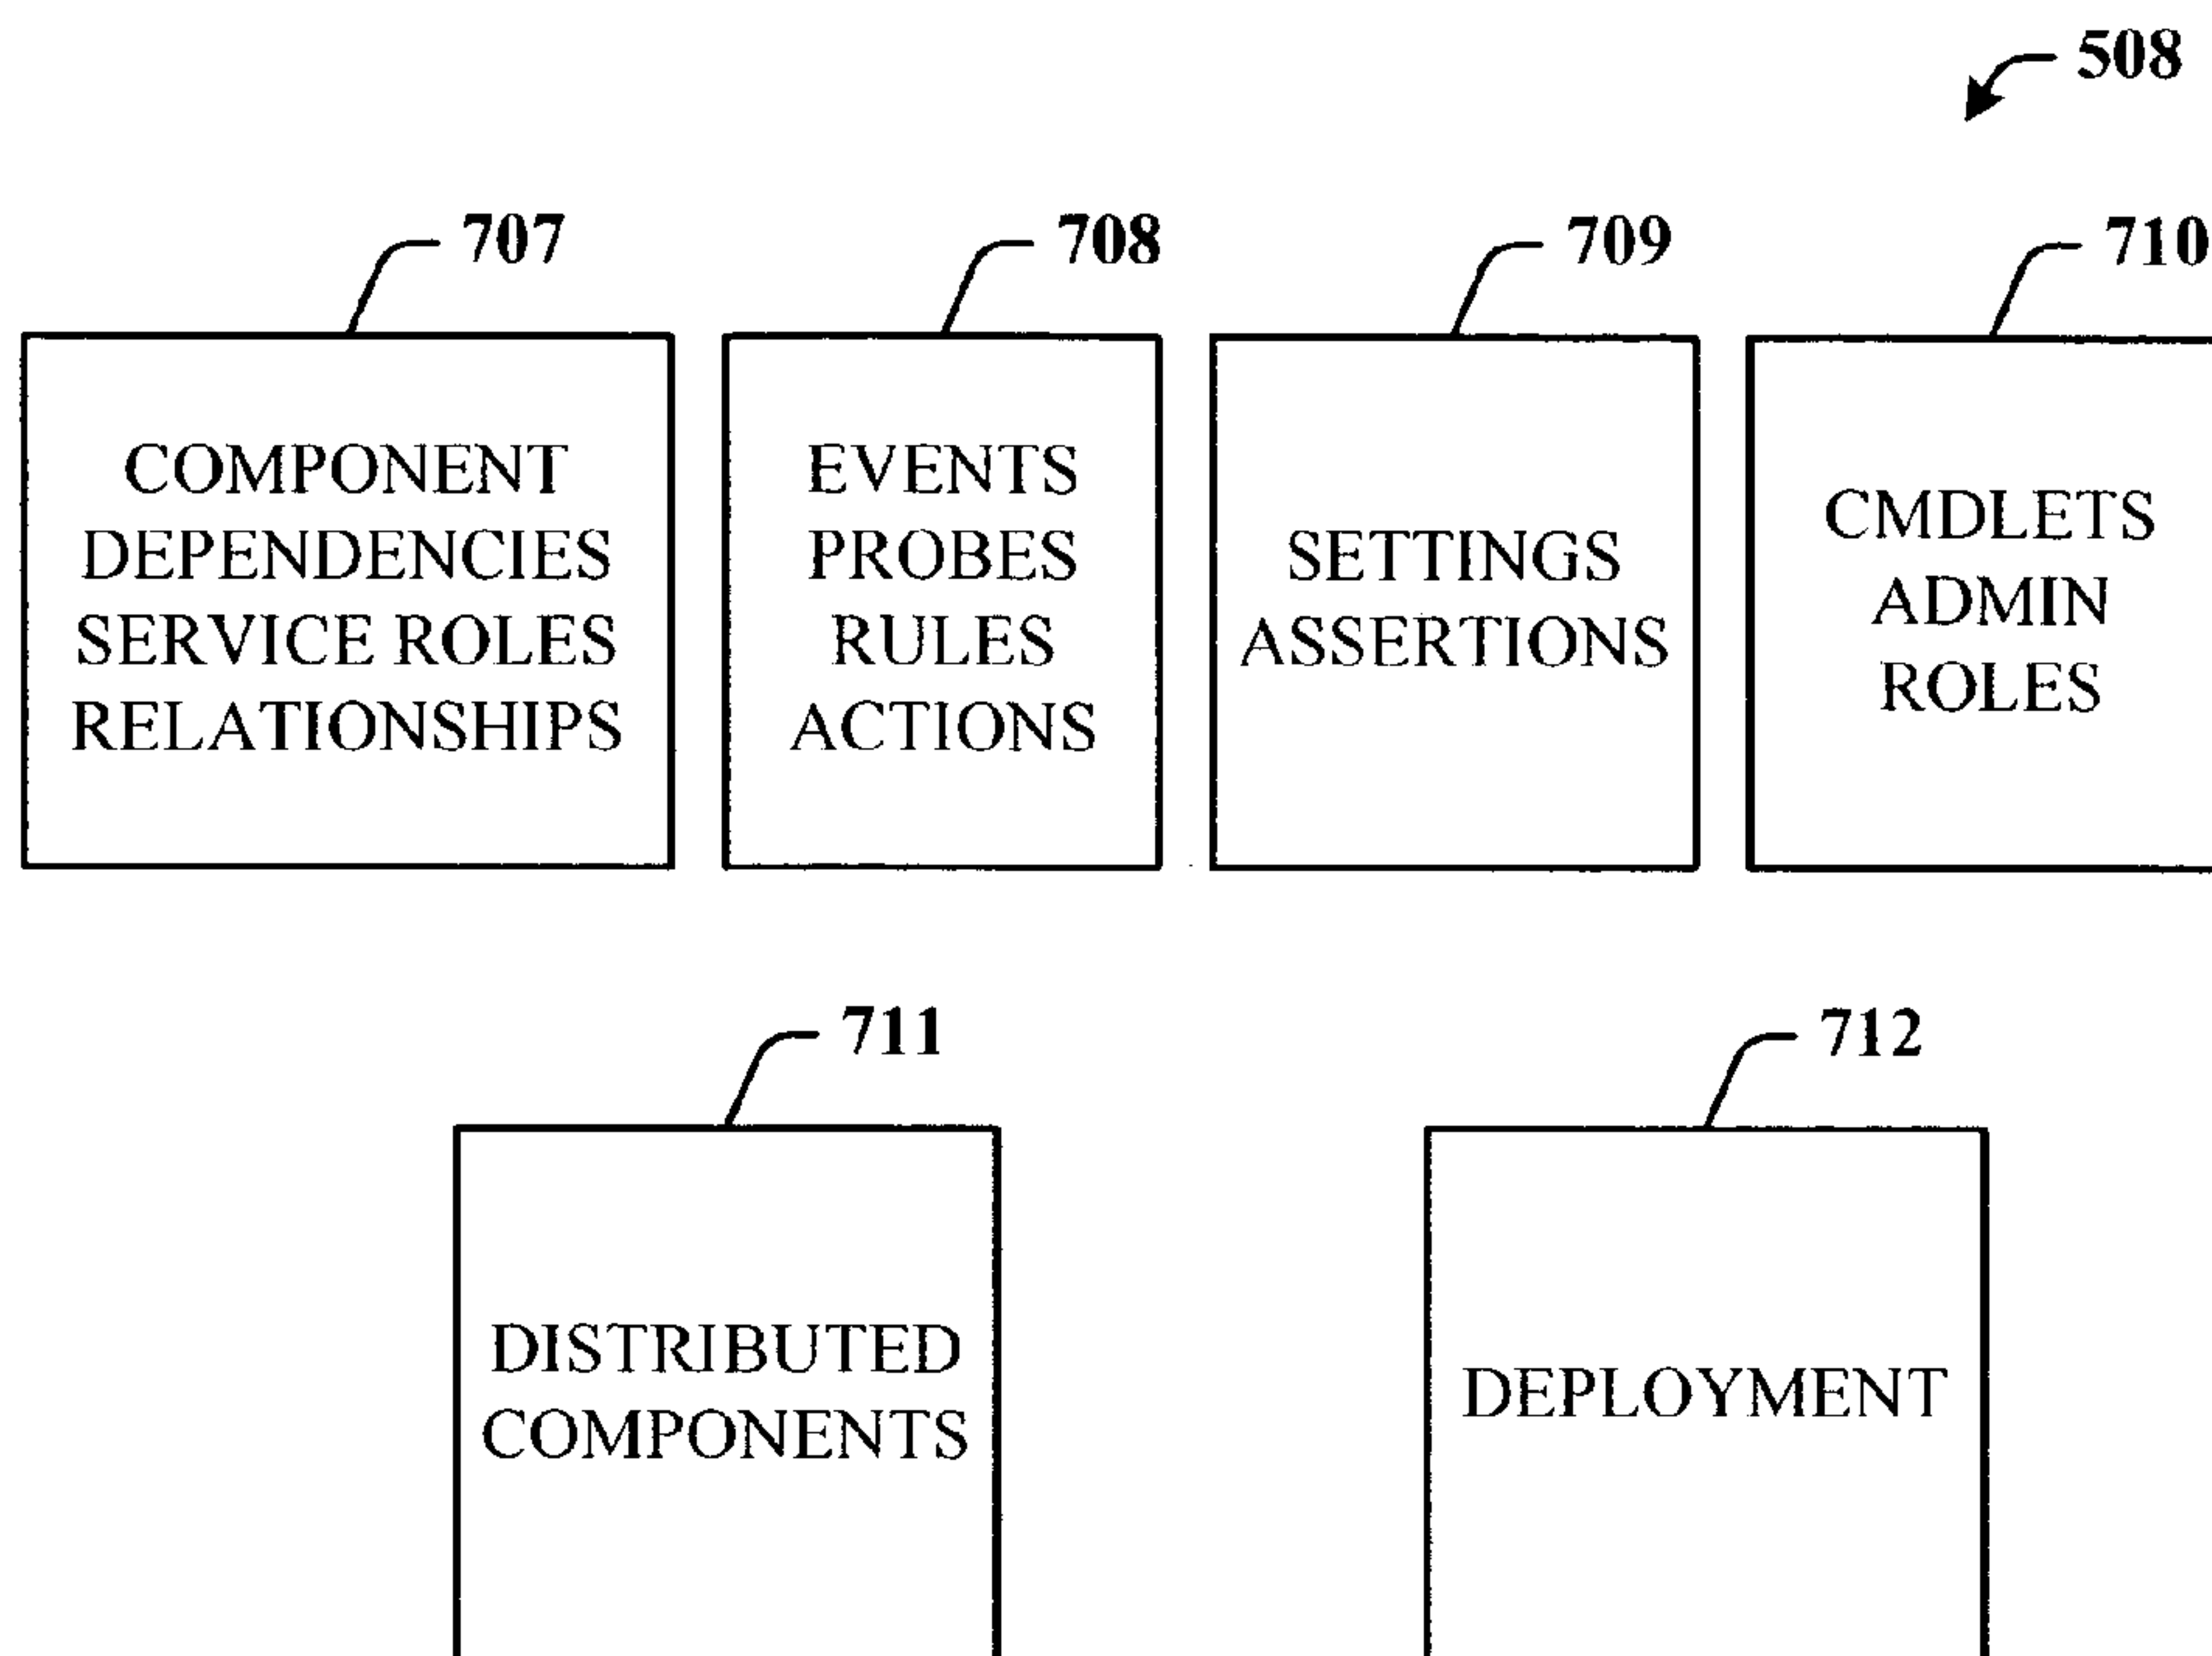 508
707
708
709
710
COMPONENT
DEPENDENCIES
SERVICE ROLES
RELATIONSHIPS
EVENTS
PROBES
RULES
ACTIONS
SETTINGS
ASSERTIONS
CMDLETS
ADMIN
ROLES
711
712
DISTRIBUTED
COMPONENTS
DEPLOYMENT